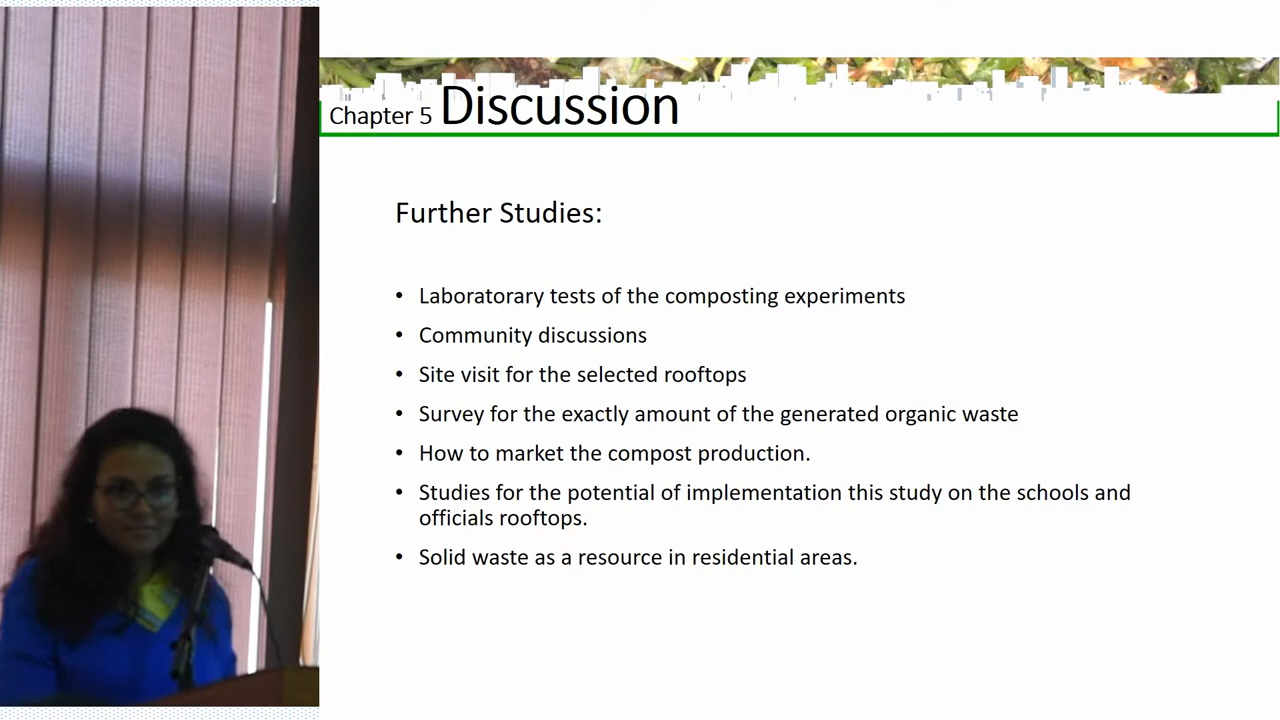 Chapter 5 Discussion
Further Studies:
• Laboratorary tests of the composting experiments
• Community discussions
• Site visit for the selected rooftops
• Survey for the exactly amount of the generated organic waste
• How to market the compost production.
• Studies for the potential of implementation this study on the schools and
officials rooftops.
• Solid waste as a resource in residential areas.